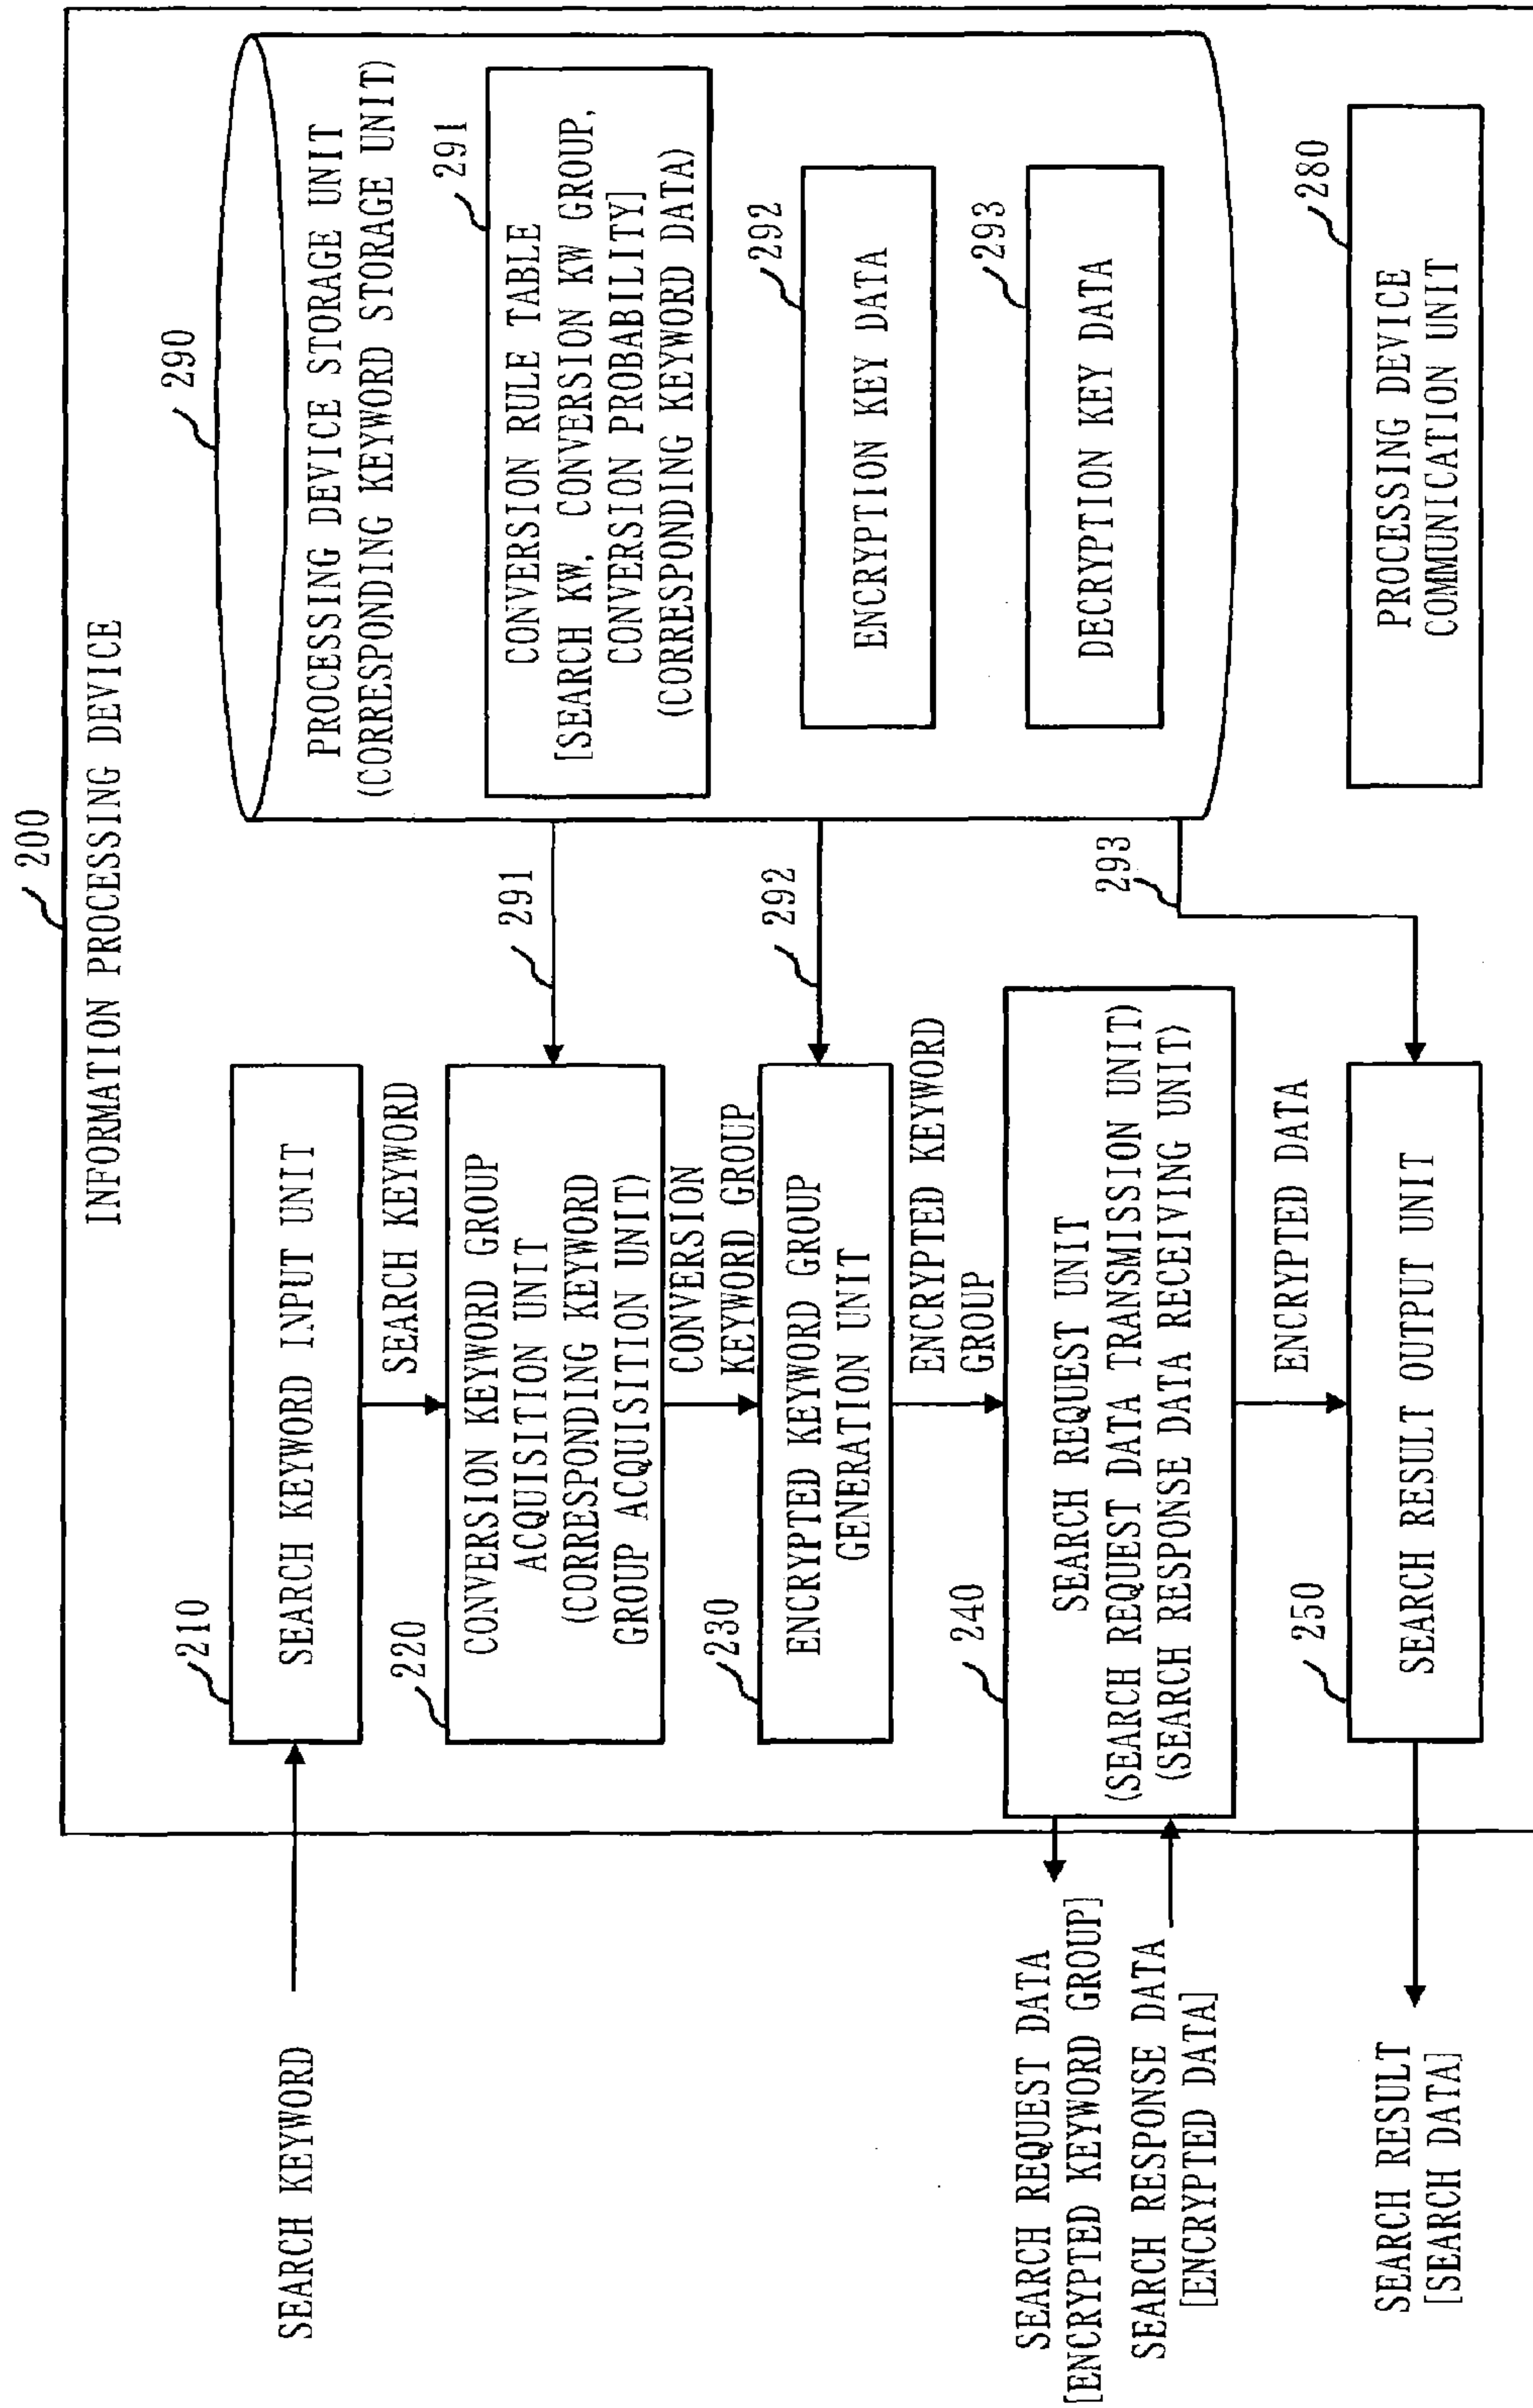 200
INFORMATION PROCESSING DEVICE
SEARCH KEYWORD
210
SEARCH KEYWORD INPUT UNIT
SEARCH KEYWORD
220
CONVERSION KEYWORD GROUP
ACQUISITION UNIT
(CORRESPONDING KEYWORD
GROUP ACQUISITION UNIT)
291
CONVERSION
KEYWORD GROUP
230
ENCRYPTED KEYWORD GROUP
GENERATION UNIT
292
ENCRYPTED KEYWORD
GROUP
240
SEARCH REQUEST UNIT
(SEARCH REQUEST DATA TRANSMISSION UNIT)
(SEARCH RESPONSE DATA RECEIVING UNIT)
293
SEARCH REQUEST DATA
[ENCRYPTED KEYWORD GROUP]
SEARCH RESPONSE DATA
[ENCRYPTED DATA]
ENCRYPTED DATA
250
SEARCH RESULT OUTPUT UNIT
SEARCH RESULT
[SEARCH DATA]
290
PROCESSING DEVICE STORAGE UNIT
(CORRESPONDING KEYWORD STORAGE UNIT)
291
CONVERSION RULE TABLE
[SEARCH KW, CONVERSION KW GROUP,
CONVERSION PROBABILITY]
(CORRESPONDING KEYWORD DATA)
292
ENCRYPTION KEY DATA
293
DECRYPTION KEY DATA
280
PROCESSING DEVICE
COMMUNICATION UNIT